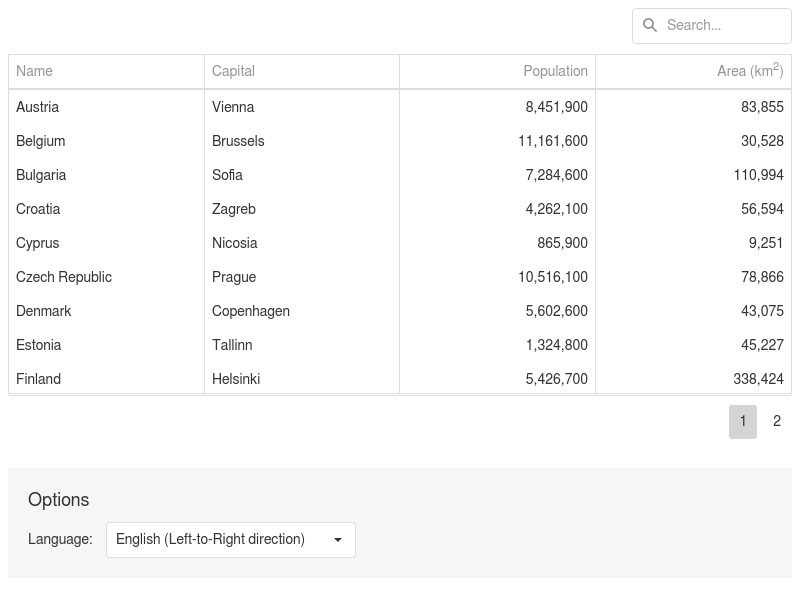 Search...
Name Capital Population Area (km²)
Austria Vienna 8,451,900 83,855
Belgium Brussels 11,161,600 30,528
Bulgaria Sofia 7,284,600 110,994
Croatia Zagreb 4,262,100 56,594
Cyprus Nicosia 865,900 9,251
Czech Republic Prague 10,516,100 78,866
Denmark Copenhagen 5,602,600 43,075
Estonia Tallinn 1,324,800 45,227
Finland Helsinki 5,426,700 338,424
1 2
Options
Language: English (Left-to-Right direction)